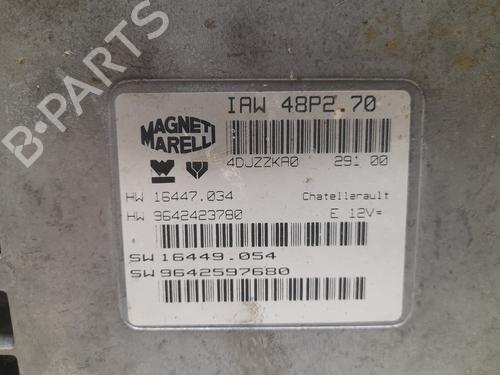 B-PARTS
IAW 48P2.70
MAGNETI
MARELLI
4DJZZKA0 291 00
HW 16447.034 Chatellerault
HW 9642423780 E 12V=
SW 16449.054
SW 9642597680